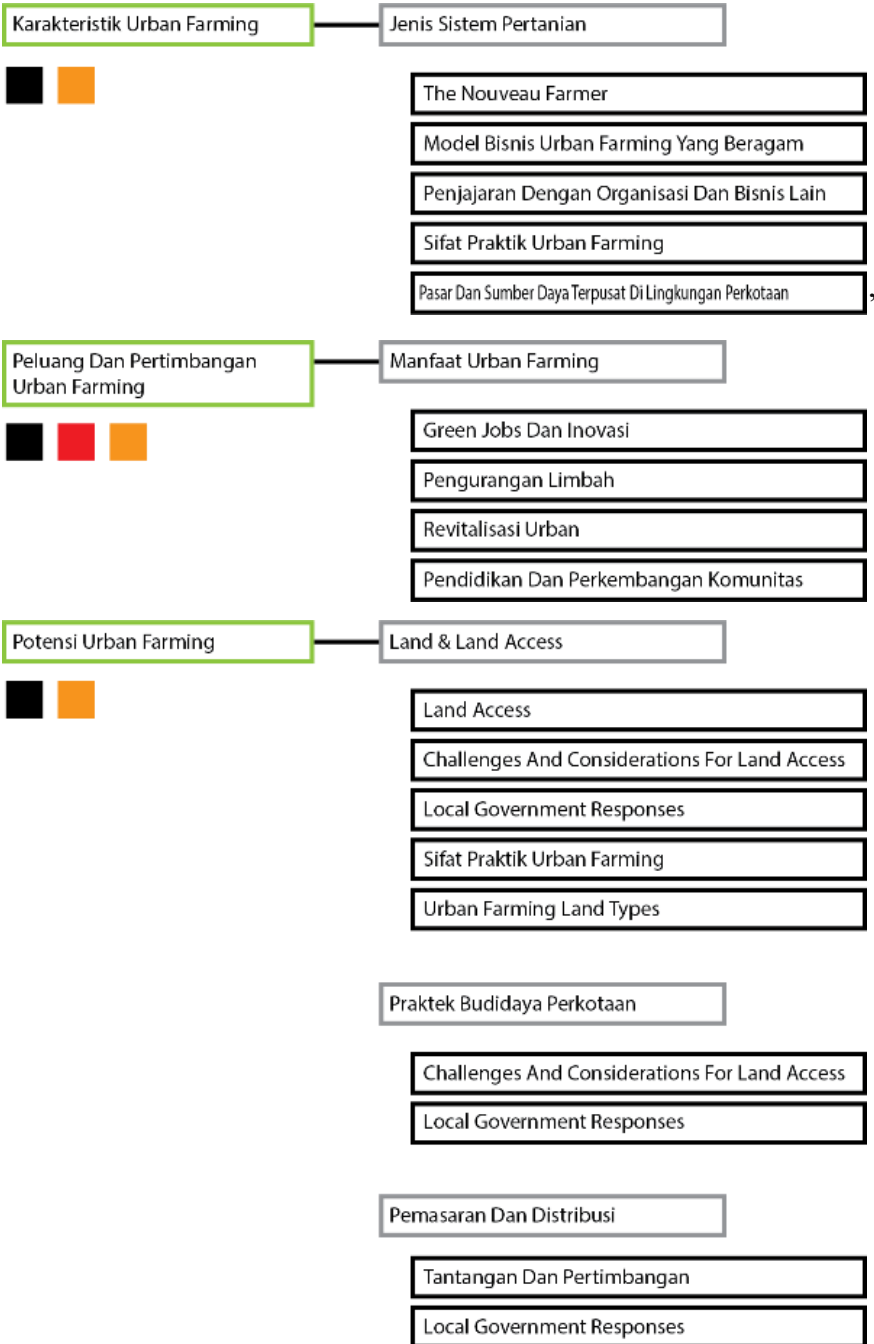 Karakteristik Urban Farming
Jenis Sistem Pertanian
The Nouveau Farmer
Model Bisnis Urban Farming Yang Beragam
Penjajaran Dengan Organisasi Dan Bisnis Lain
Sifat Praktik Urban Farming
Pasar Dan Sumber Daya Terpusat Di Lingkungan Perkotaan
,
Peluang Dan Pertimbangan
Urban Farming
Manfaat Urban Farming
Green Jobs Dan Inovasi
Pengurangan Limbah
Revitalisasi Urban
Pendidikan Dan Perkembangan Komunitas
Potensi Urban Farming
Land & Land Access
Land Access
Challenges And Considerations For Land Access
Local Government Responses
Sifat Praktik Urban Farming
Urban Farming Land Types
Praktek Budidaya Perkotaan
Challenges And Considerations For Land Access
Local Government Responses
Pemasaran Dan Distribusi
Tantangan Dan Pertimbangan
Local Government Responses